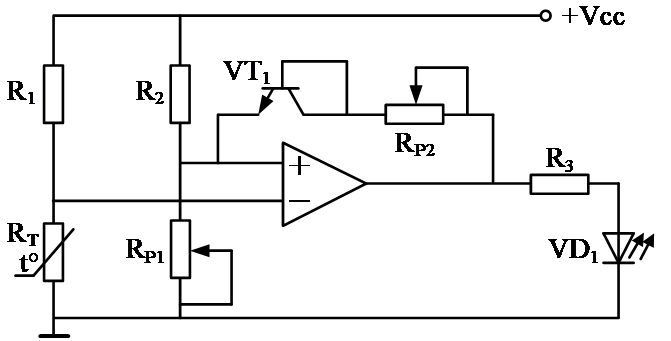 +Vcc
R1
R2
VT1
RP2
+
−
R3
RT
t°
RP1
VD1